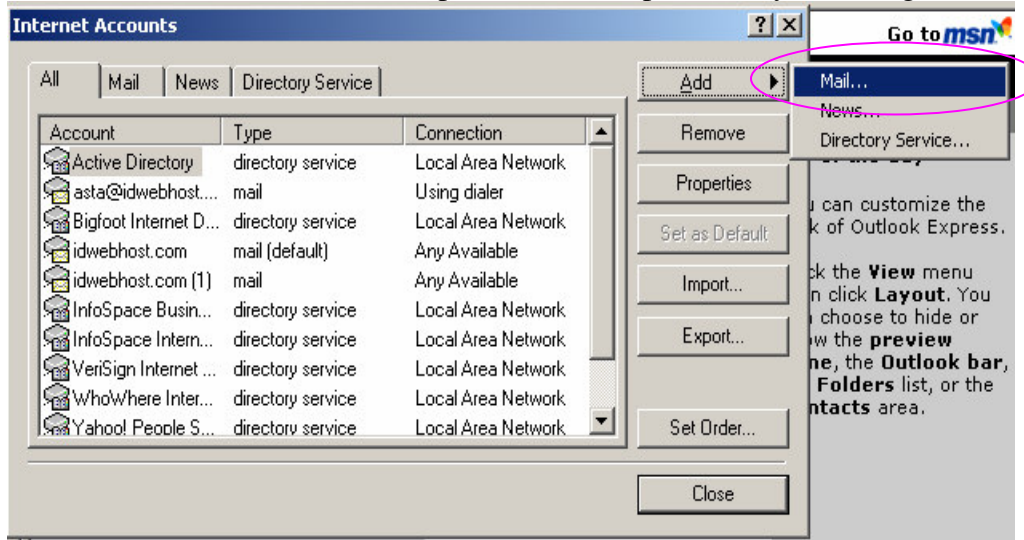 Internet Accounts
Go to msn
All Mail News Directory Service
Add
Mail...
News...
Directory Service...
Account Type Connection
Remove
Active Directory directory service Local Area Network
asta@idwebhost.... mail Using dialer
Properties
Bigfoot Internet D... directory service Local Area Network
Set as Default
idwebhost.com mail (default) Any Available
idwebhost.com (1) mail Any Available
Import...
InfoSpace Busin... directory service Local Area Network
InfoSpace Intern... directory service Local Area Network
Export...
VeriSign Internet ... directory service Local Area Network
WhoWhere Inter... directory service Local Area Network
Yahoo! People S... directory service Local Area Network
Set Order...
Close
can customize the
k of Outlook Express.
ck the View menu
n click Layout. You
choose to hide or
ow the preview
ne, the Outlook bar,
Folders list, or the
ntacts area.